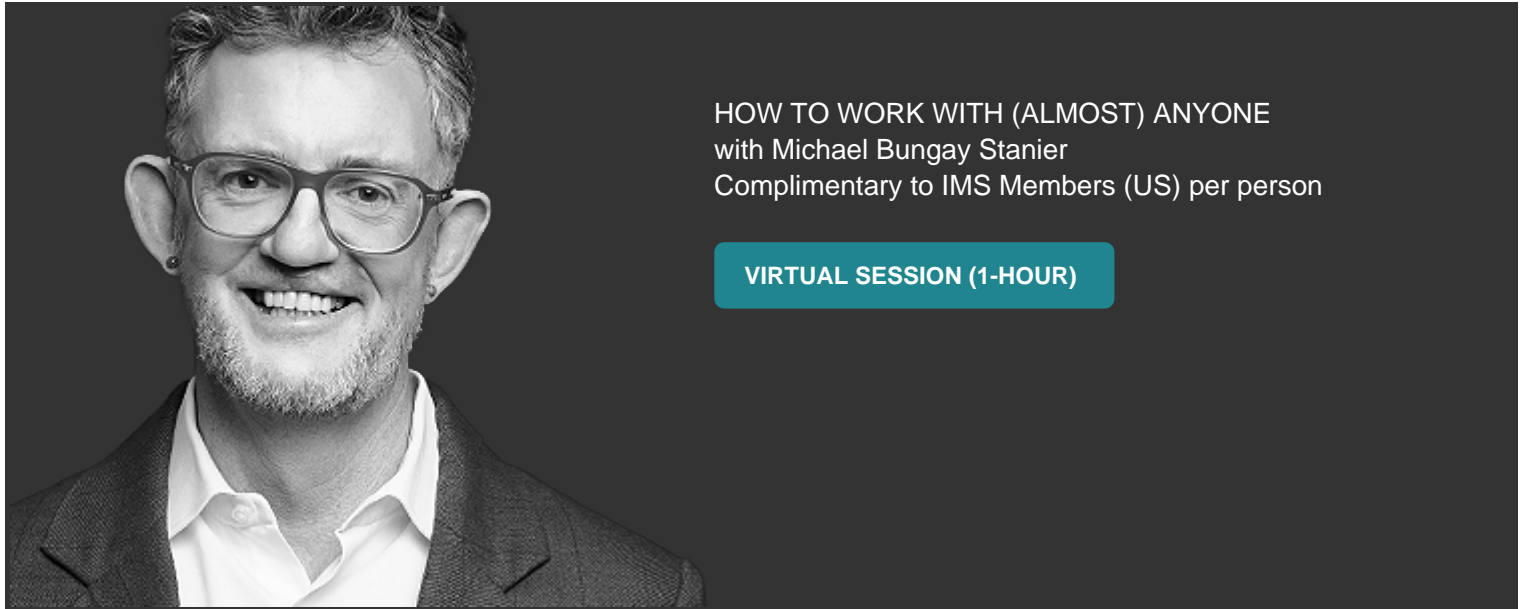 HOW TO WORK WITH (ALMOST) ANYONE
with Michael Bungay Stanier
Complimentary to IMS Members (US) per person
VIRTUAL SESSION (1-HOUR)